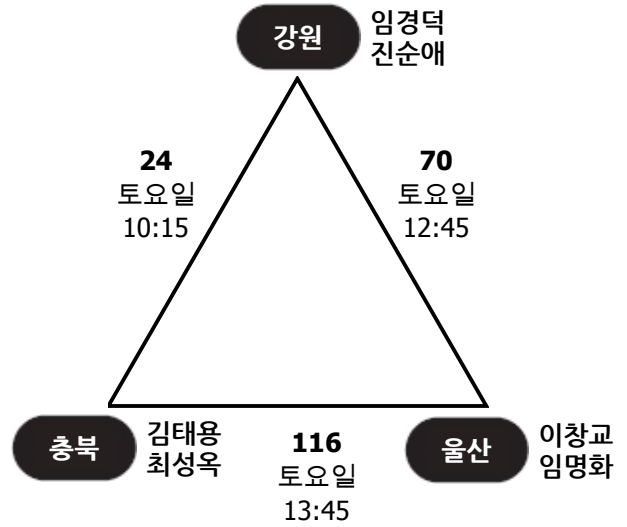 강원
임경덕
진순애
24
토요일
10:15
70
토요일
12:45
충북
김태용
최성옥
116
토요일
13:45
울산
이창교
임명화